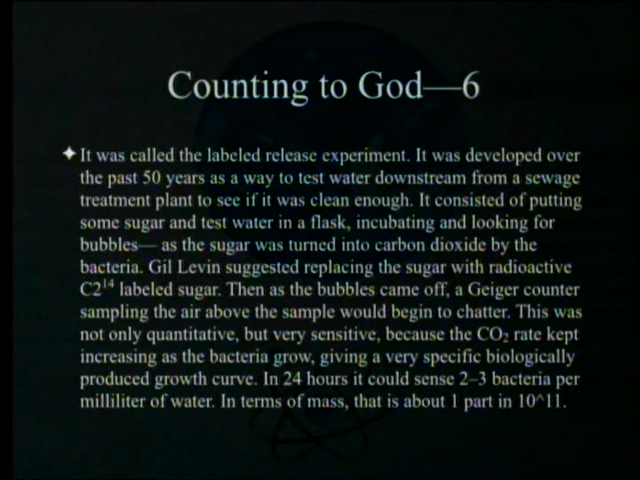 Counting to God—6
✦ It was called the labeled release experiment. It was developed over
the past 50 years as a way to test water downstream from a sewage
treatment plant to see if it was clean enough. It consisted of putting
some sugar and test water in a flask, incubating and looking for
bubbles— as the sugar was turned into carbon dioxide by the
bacteria. Gil Levin suggested replacing the sugar with radioactive
C2¹⁴ labeled sugar. Then as the bubbles came off, a Geiger counter
sampling the air above the sample would begin to chatter. This was
not only quantitative, but very sensitive, because the CO₂ rate kept
increasing as the bacteria grow, giving a very specific biologically
produced growth curve. In 24 hours it could sense 2–3 bacteria per
milliliter of water. In terms of mass, that is about 1 part in 10^11.